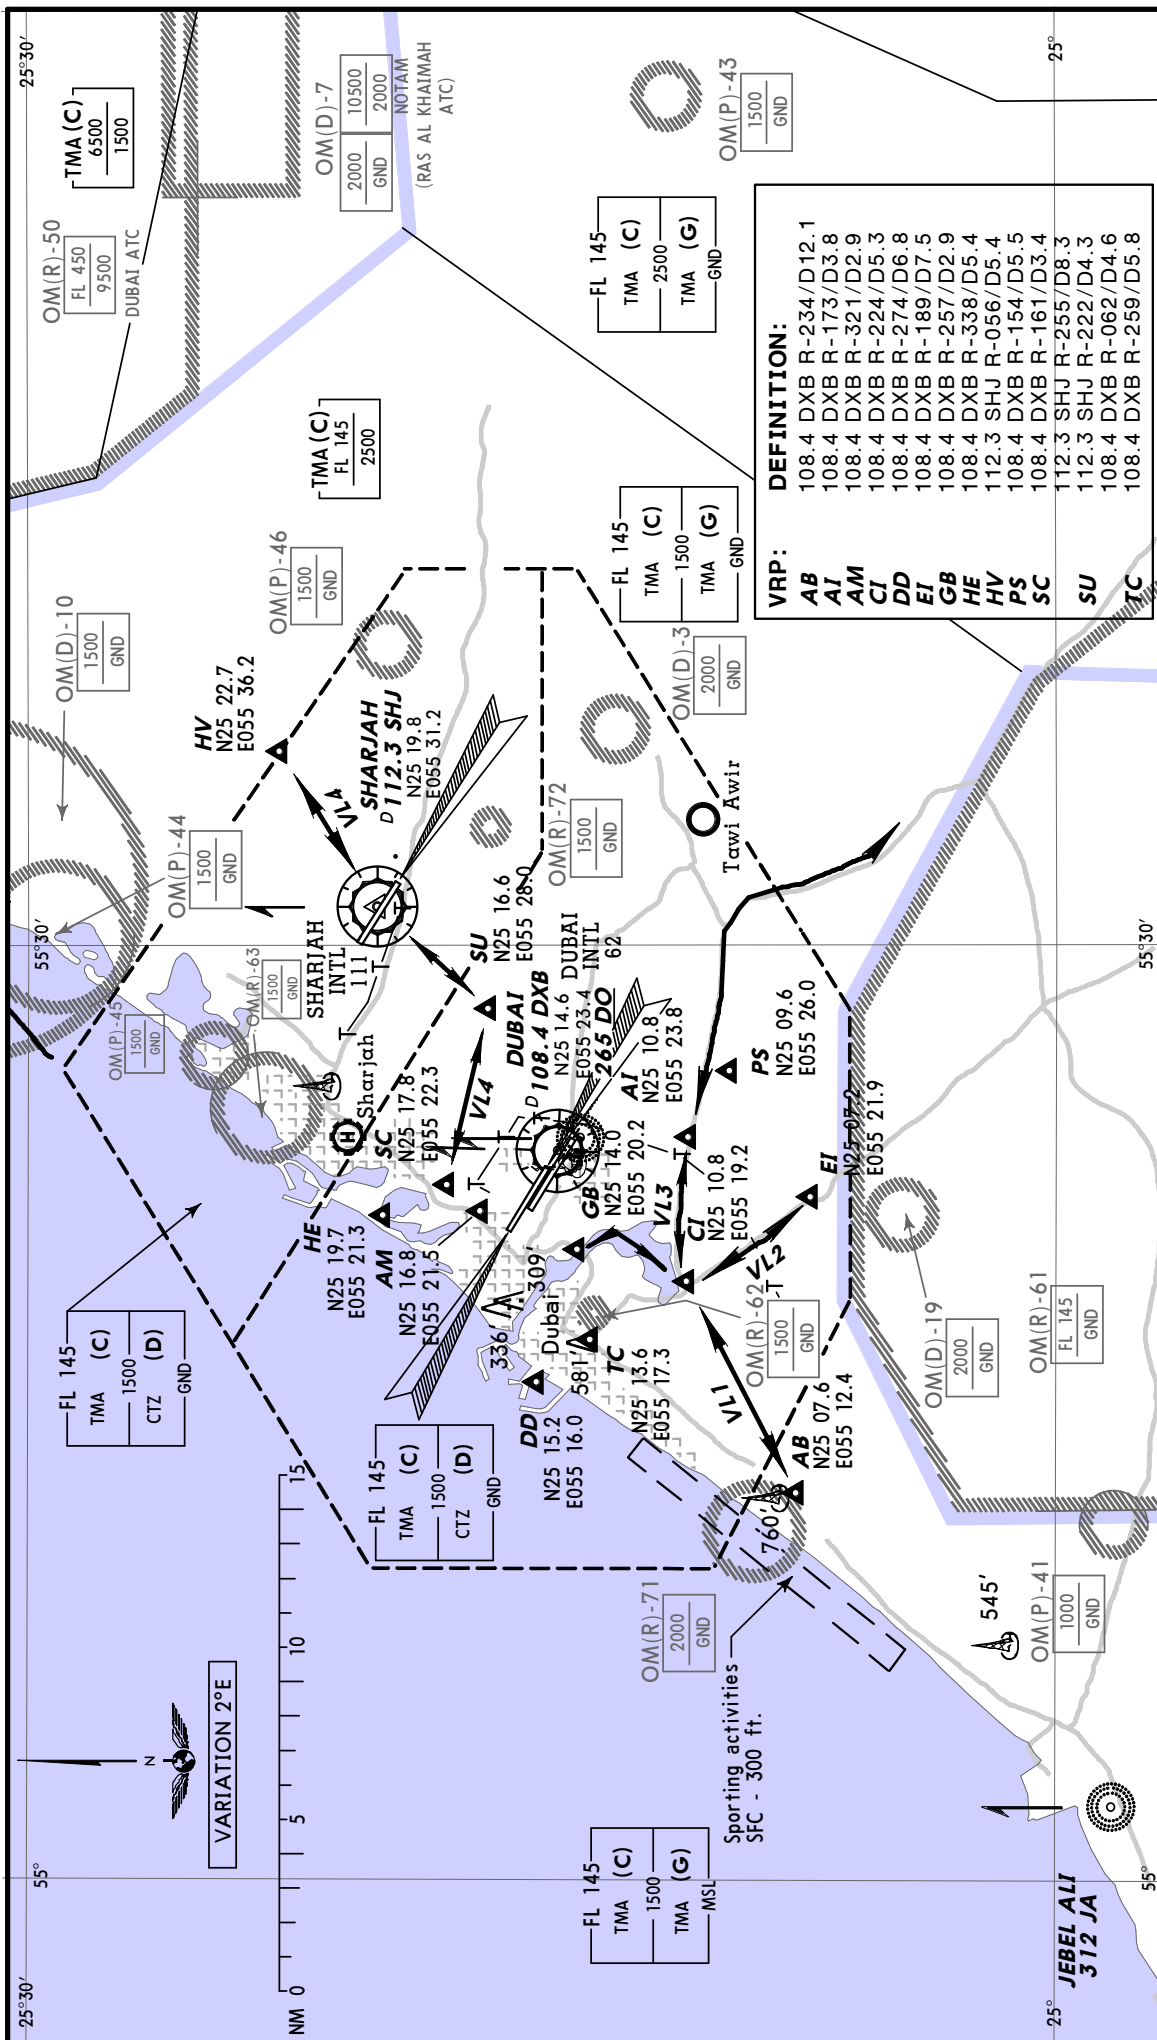 25°30'
TMA (C)
6500
1500
OM(R)-50
FL 450
9500
DUBAI ATC
OM(D)-7
2000
GND
10500
2000
NOTAM
(RAS AL KHAIMAH
ATC)
OM(P)-43
1500
GND
25°
FL 145
TMA (C)
2500
TMA (G)
GND
TMA (C)
FL 145
2500
FL 145
TMA (C)
1500
TMA (G)
GND
OM(P)-46
1500
GND
OM(D)-10
1500
GND
OM(D)-3
2000
GND
HV
N25 22.7
E055 36.2
VL4
SHARJAH
D 112.3 SHJ
N25 19.8
E055 31.2
OM(P)-44
1500
GND
OM(R)-72
1500
GND
Tawi Awir
55°30'
OM(R)-63
1500
GND
OM(P)-45
1500
GND
SHARJAH
INTL
111
SU
N25 16.6
E055 28.0
DUBAI
INTL
62
DUBAI
D 108.4 DXB
N25 14.6
E055 23.4
265 DO
AI
N25 10.8
E055 23.8
PS
N25 09.6
E055 26.0
55°30'
Sharjah
H
SC
N25 17.8
E055 22.3
VL4
GB
N25 14.0
E055 20.2
VL3
CI
N25 10.8
E055 19.2
EI
N25 07.2
E055 21.9
VL2
HE
N25 19.7
E055 21.3
AM
N25 16.8
E055 21.5
336'
309'
Dubai
581'
TC
N25 13.6
E055 17.3
OM(R)-62
1500
GND
VL1
DD
N25 15.2
E055 16.0
AB
N25 07.6
E055 12.4
760'
OM(D)-19
2000
GND
OM(R)-61
FL 145
GND
FL 145
TMA (C)
1500
CTZ (D)
GND
FL 145
TMA (C)
1500
CTZ (D)
GND
OM(R)-71
2000
GND
Sporting activities
SFC - 300 ft.
545'
OM(P)-41
1000
GND
FL 145
TMA (C)
1500
TMA (G)
MSL
N
VARIATION 2°E
NM 0 5 10 15
55°
55°
25°30'
25°
JEBEL ALI
312 JA
VRP: DEFINITION:
AB 108.4 DXB R-234/D12.1
AI 108.4 DXB R-173/D3.8
AM 108.4 DXB R-321/D2.9
CI 108.4 DXB R-224/D5.3
DD 108.4 DXB R-274/D6.8
EI 108.4 DXB R-189/D7.5
GB 108.4 DXB R-257/D2.9
HE 108.4 DXB R-338/D5.4
HV 112.3 SHJ R-056/D5.4
PS 108.4 DXB R-154/D5.5
SC 108.4 DXB R-161/D3.4
112.3 SHJ R-255/D8.3
SU 112.3 SHJ R-222/D4.3
108.4 DXB R-062/D4.6
TC 108.4 DXB R-259/D5.8